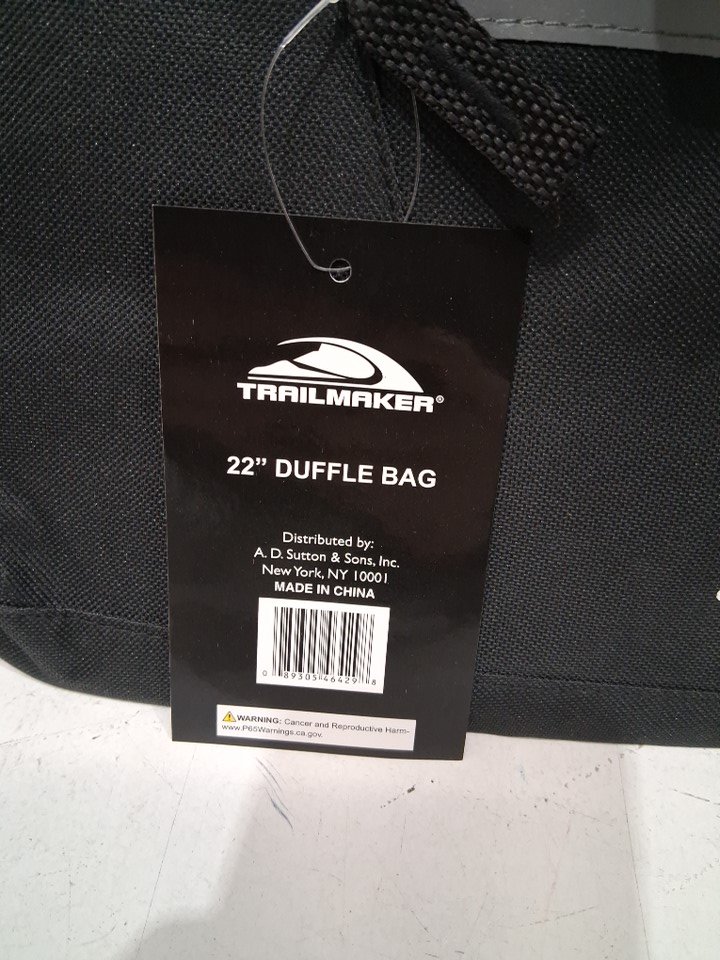 TRAILMAKER®
22” DUFFLE BAG
Distributed by:
A. D. Sutton & Sons, Inc.
New York, NY 10001
MADE IN CHINA
0 89305 46429 8
⚠WARNING: Cancer and Reproductive Harm-
www.P65Warnings.ca.gov.